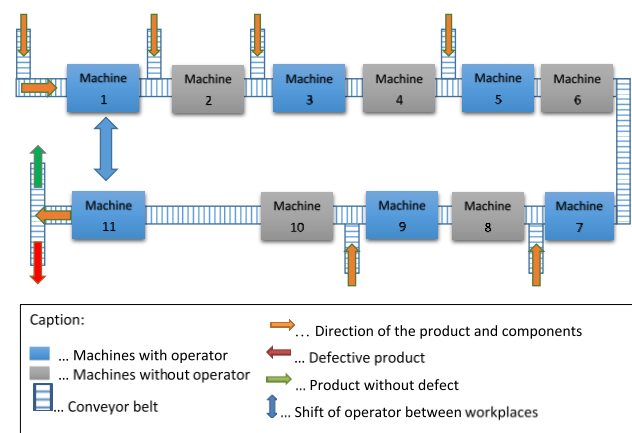 Machine
1
Machine
2
Machine
3
Machine
4
Machine
5
Machine
6
Machine
11
Machine
10
Machine
9
Machine
8
Machine
7
Caption:
... Machines with operator
... Machines without operator
... Conveyor belt
... Direction of the product and components
... Defective product
... Product without defect
... Shift of operator between workplaces